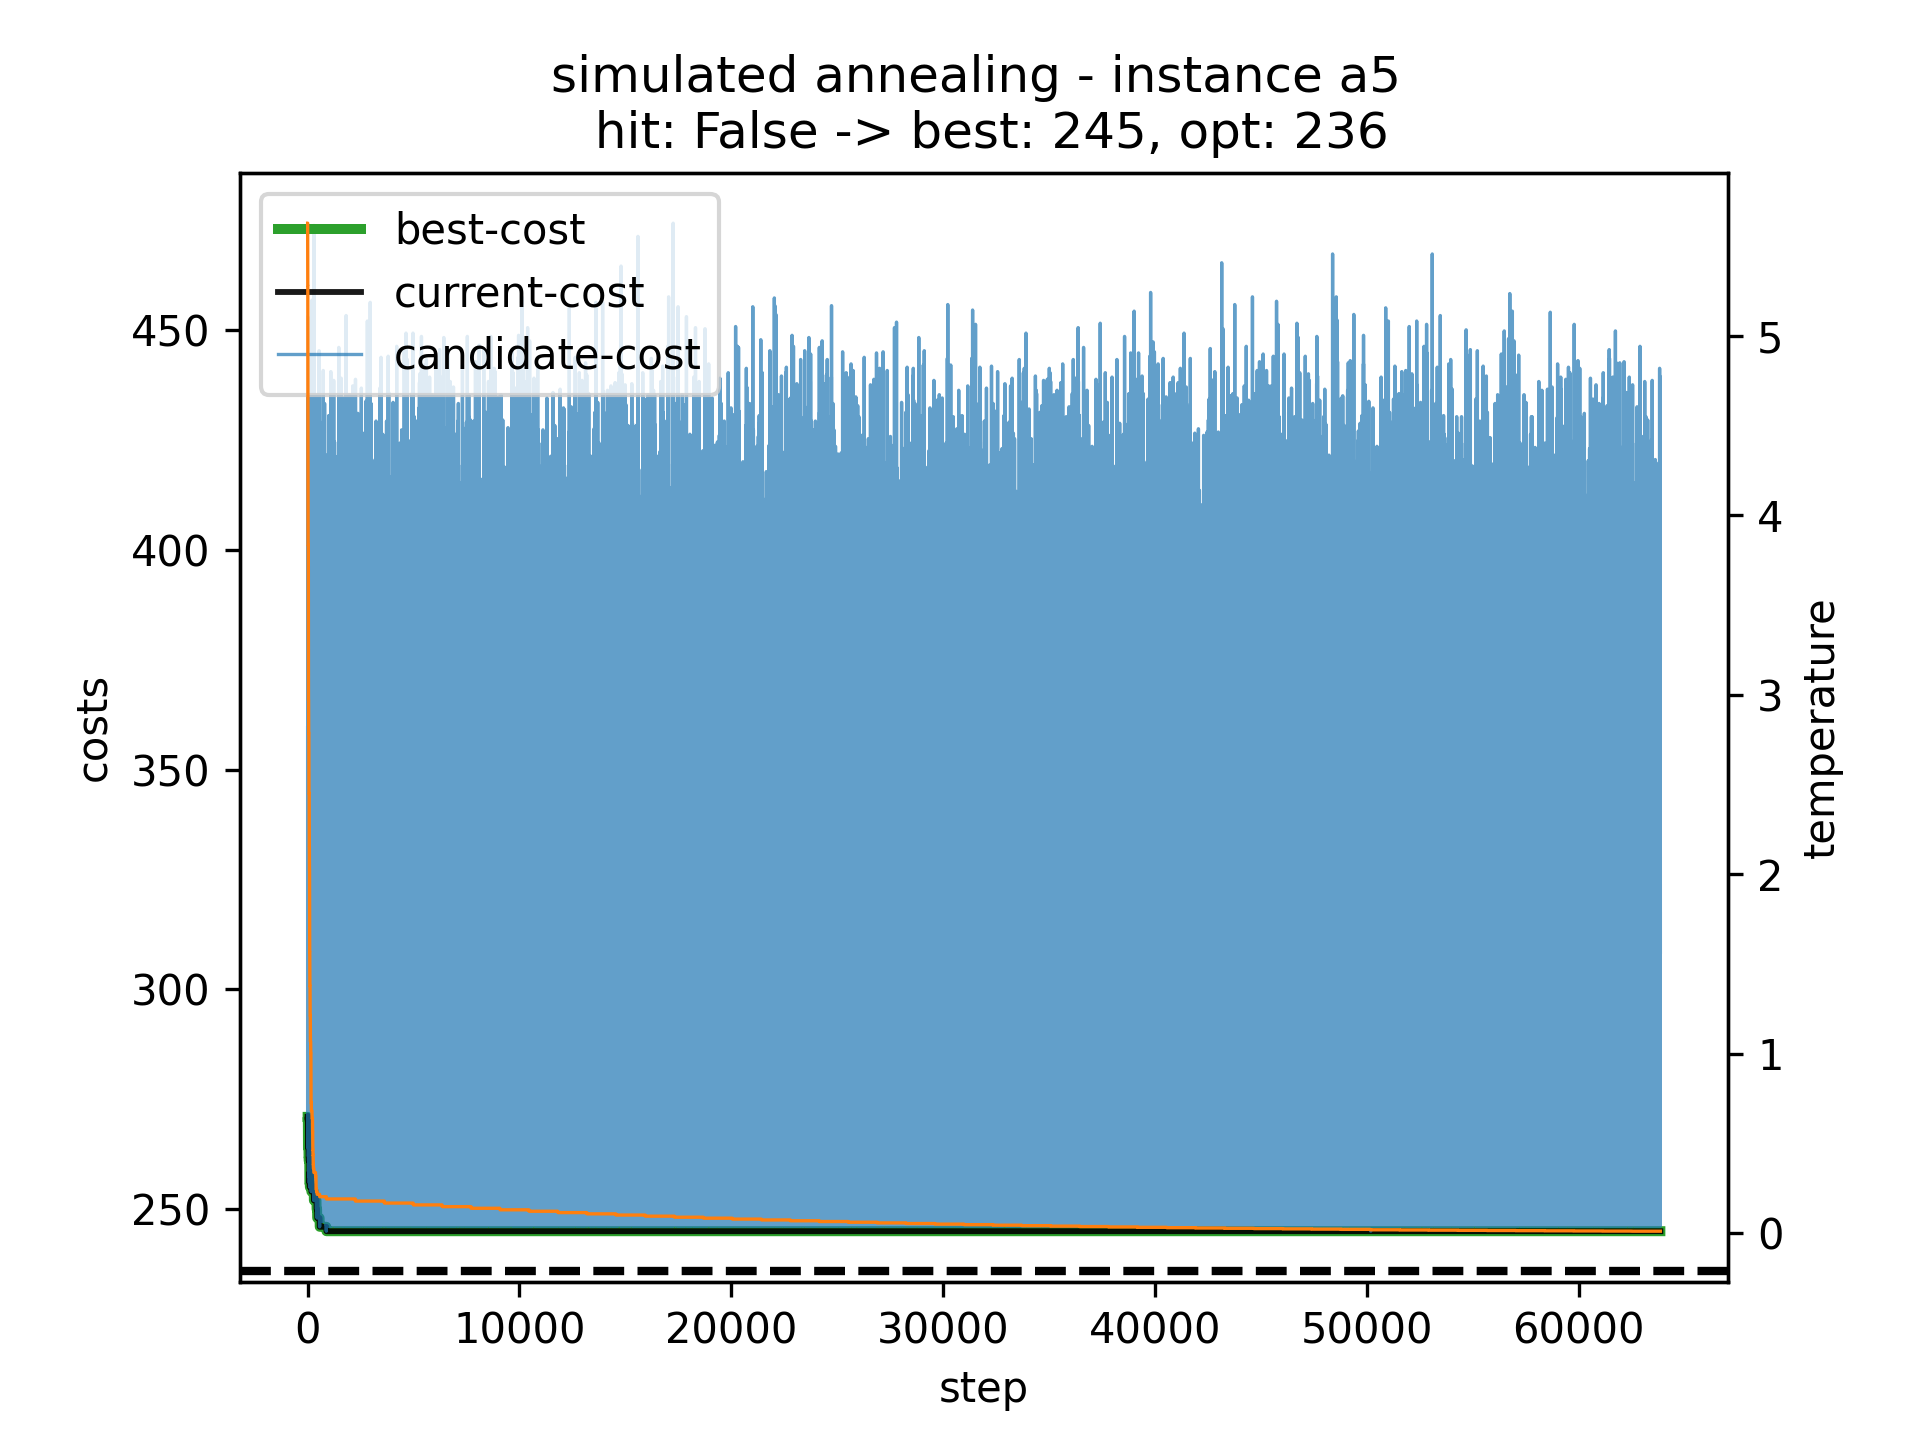 simulated annealing - instance a5
hit: False -> best: 245, opt: 236
best-cost
current-cost
candidate-cost
450
400
350
300
250
costs
5
4
3
2
1
0
temperature
0 10000 20000 30000 40000 50000 60000
step